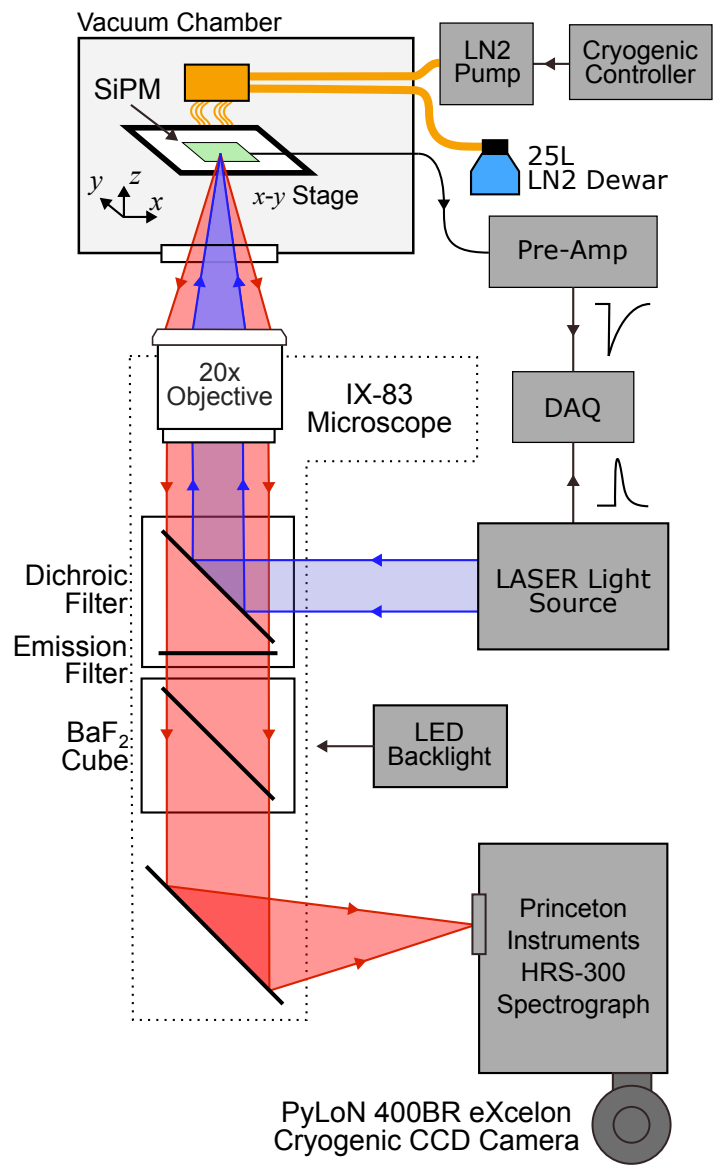 Vacuum Chamber
LN2
Pump
Cryogenic
Controller
SiPM
25L
LN2 Dewar
y
z
x
x-y Stage
Pre-Amp
20x
Objective
IX-83
Microscope
DAQ
Dichroic
Filter
LASER Light
Source
Emission
Filter
BaF₂
Cube
LED
Backlight
Princeton
Instruments
HRS-300
Spectrograph
PyLoN 400BR eXcelon
Cryogenic CCD Camera